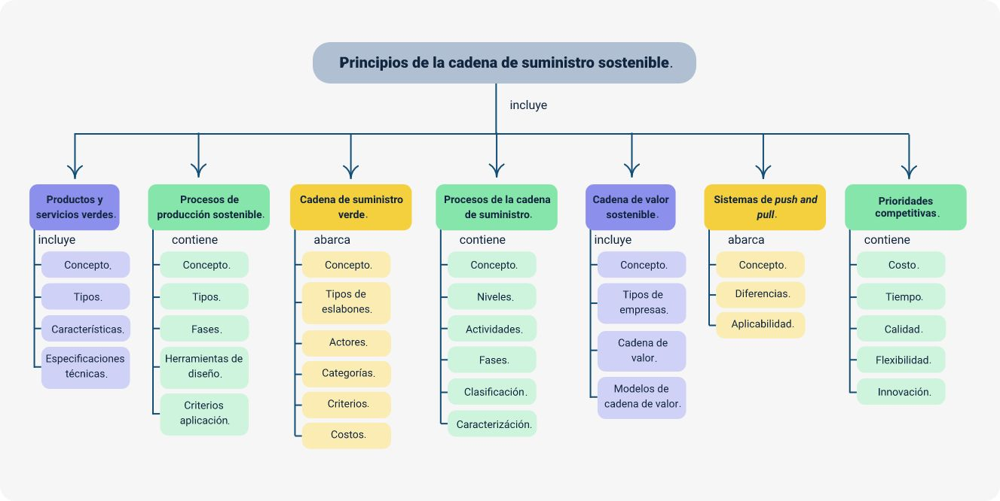 Principios de la cadena de suministro sostenible.
incluye
Productos y
servicios verdes.
incluye
Concepto.
Tipos.
Características.
Especificaciones
técnicas.
Procesos de
producción sostenible.
contiene
Concepto.
Tipos.
Fases.
Herramientas de
diseño.
Criterios
aplicación.
Cadena de suministro
verde.
abarca
Concepto.
Tipos de
eslabones.
Actores.
Categorías.
Criterios.
Costos.
Procesos de la cadena
de suministro.
contiene
Concepto.
Niveles.
Actividades.
Fases.
Clasificación.
Caracterizáción.
Cadena de valor
sostenible.
incluye
Concepto.
Tipos de
empresas.
Cadena de
valor.
Modelos de
cadena de valor.
Sistemas de push and
pull.
abarca
Concepto.
Diferencias.
Aplicabilidad.
Prioridades
competitivas.
contiene
Costo.
Tiempo.
Calidad.
Flexibilidad.
Innovación.